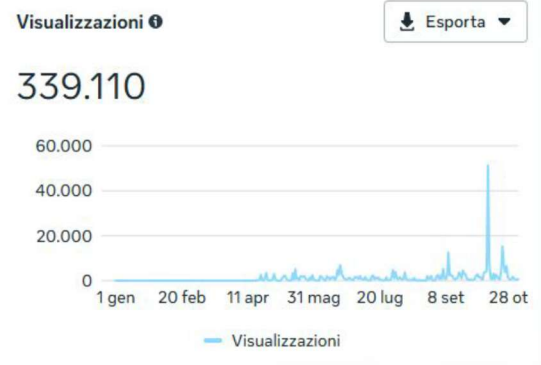 Visualizzazioni
Esporta
339.110
60.000
40.000
20.000
0
1 gen 20 feb 11 apr 31 mag 20 lug 8 set 28 ot
Visualizzazioni